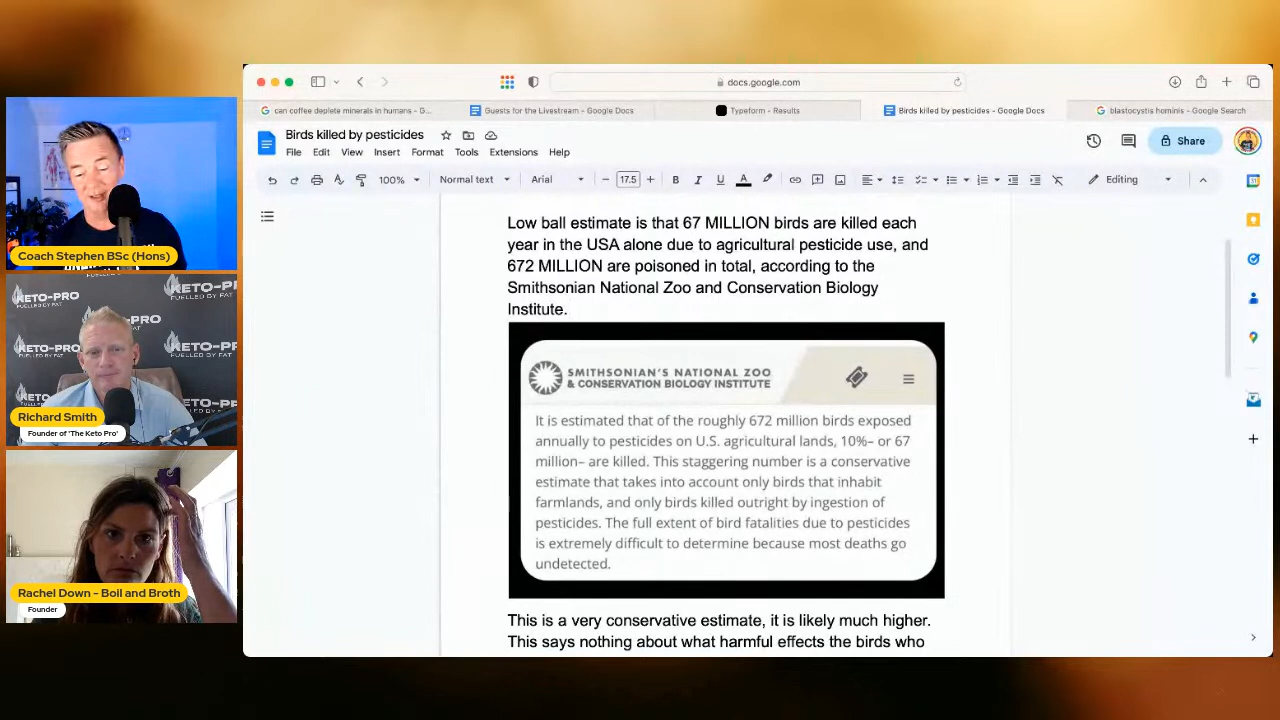 docs.google.com
can coffee deplete minerals in humans - G...
Guests for the Livestream - Google Docs
Typeform - Results
Birds killed by pesticides - Google Docs
blastocystis hominis - Google Search
Birds killed by pesticides
File Edit View Insert Format Tools Extensions Help
Share
100%
Normal text
Arial
17.5
B I U A
Editing
Low ball estimate is that 67 MILLION birds are killed each
year in the USA alone due to agricultural pesticide use, and
672 MILLION are poisoned in total, according to the
Smithsonian National Zoo and Conservation Biology
Institute.
SMITHSONIAN'S NATIONAL ZOO
& CONSERVATION BIOLOGY INSTITUTE
It is estimated that of the roughly 672 million birds exposed
annually to pesticides on U.S. agricultural lands, 10%– or 67
million– are killed. This staggering number is a conservative
estimate that takes into account only birds that inhabit
farmlands, and only birds killed outright by ingestion of
pesticides. The full extent of bird fatalities due to pesticides
is extremely difficult to determine because most deaths go
undetected.
This is a very conservative estimate, it is likely much higher.
This says nothing about what harmful effects the birds who
Coach Stephen BSc (Hons)
KETO-PRO
FUELLED BY FAT
KETO-PRO
FUELLED BY FAT
Richard Smith
Founder of 'The Keto Pro'
Rachel Down - Boil and Broth
Founder